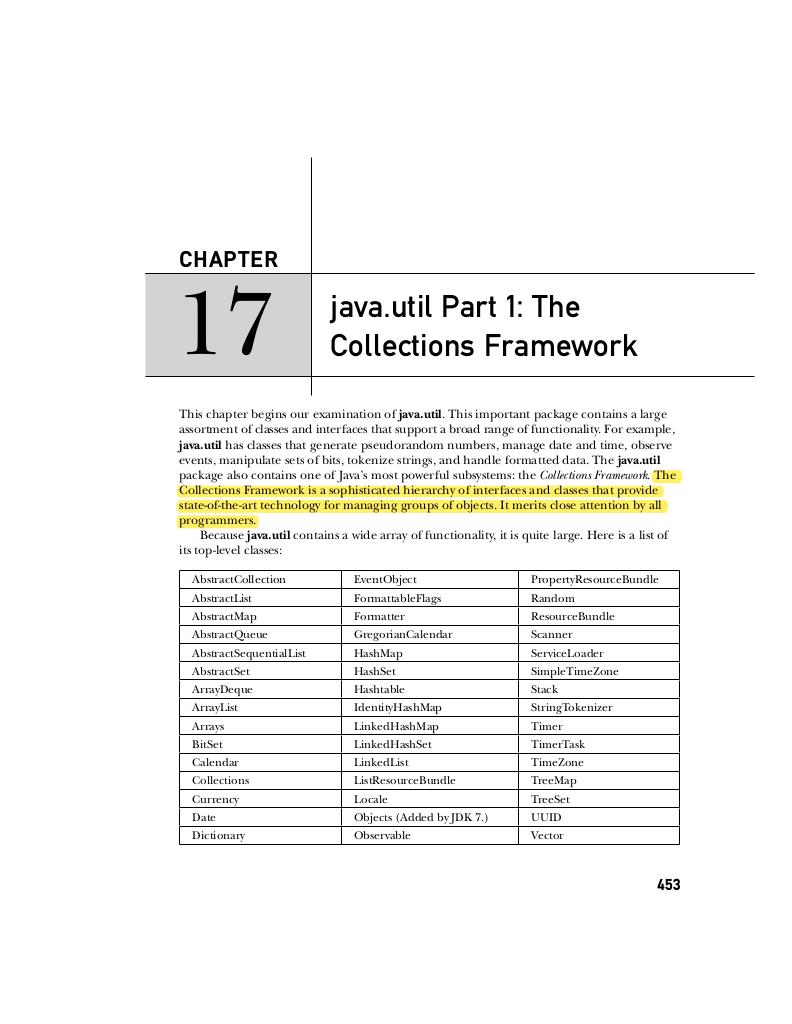 CHAPTER
17
java.util Part 1: The
Collections Framework
This chapter begins our examination of java.util. This important package contains a large
assortment of classes and interfaces that support a broad range of functionality. For example,
java.util has classes that generate pseudorandom numbers, manage date and time, observe
events, manipulate sets of bits, tokenize strings, and handle formatted data. The java.util
package also contains one of Java's most powerful subsystems: the Collections Framework. The
Collections Framework is a sophisticated hierarchy of interfaces and classes that provide
state-of-the-art technology for managing groups of objects. It merits close attention by all
programmers.
Because java.util contains a wide array of functionality, it is quite large. Here is a list of
its top-level classes:
AbstractCollection EventObject PropertyResourceBundle
AbstractList FormattableFlags Random
AbstractMap Formatter ResourceBundle
AbstractQueue GregorianCalendar Scanner
AbstractSequentialList HashMap ServiceLoader
AbstractSet HashSet SimpleTimeZone
ArrayDeque Hashtable Stack
ArrayList IdentityHashMap StringTokenizer
Arrays LinkedHashMap Timer
BitSet LinkedHashSet TimerTask
Calendar LinkedList TimeZone
Collections ListResourceBundle TreeMap
Currency Locale TreeSet
Date Objects (Added by JDK 7.) UUID
Dictionary Observable Vector
453